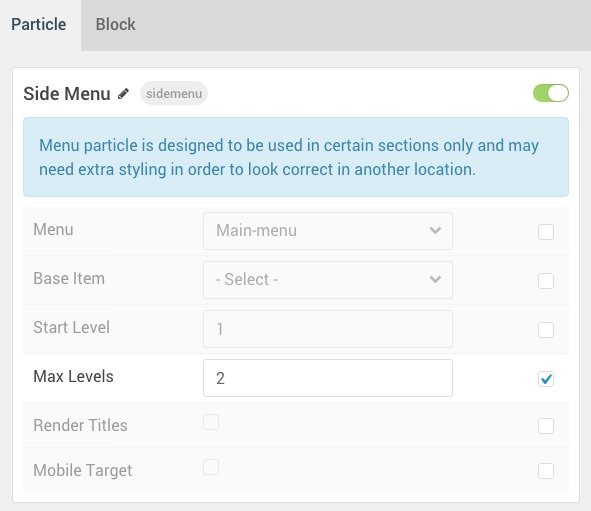 Particle Block
Side Menu sidemenu
Menu particle is designed to be used in certain sections only and may
need extra styling in order to look correct in another location.
Menu Main-menu
Base Item - Select -
Start Level 1
Max Levels 2
Render Titles
Mobile Target